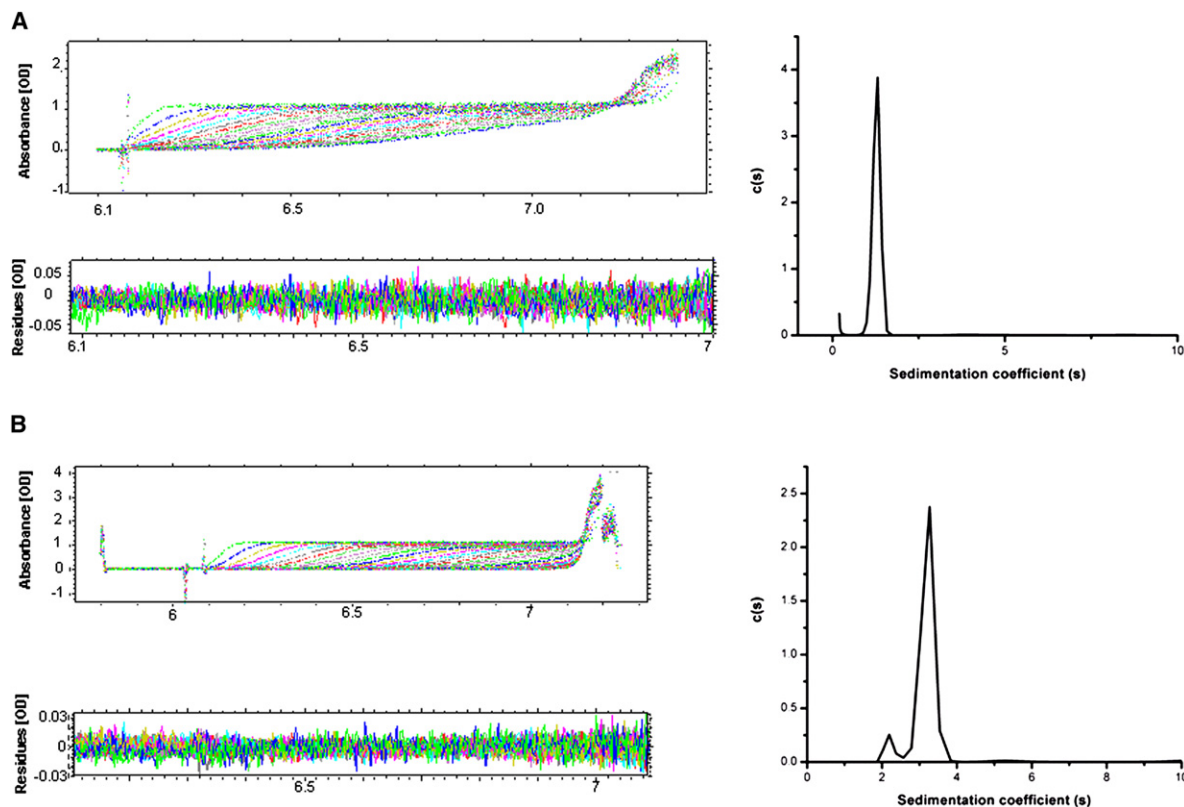 A
Absorbance [OD]
2
1
0.
-1
6.1 6.5 7.0
Residues [OD]
0.05
0
-0.05
6.1 6.5 7
c(s)
4
3
2
1
0
0 5 10
Sedimentation coefficient (s)
B
Absorbance [OD]
4
3
2
1
0
-1
6 6.5 7
Residues [OD]
0.03
0
-0.03
6.5 7
c(s)
2.5
2.0
1.5
1.0
0.5
0.0
0 2 4 6 8 10
Sedimentation coefficient (s)